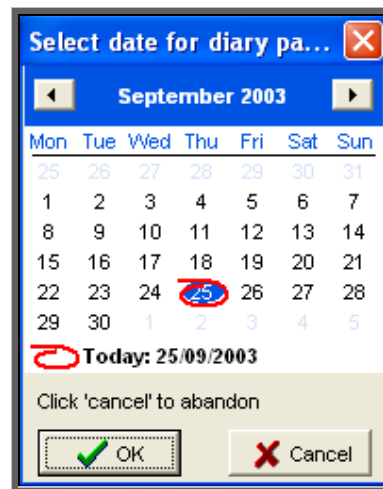 Select date for diary pa...
September 2003
Mon Tue Wed Thu Fri Sat Sun
25 26 27 28 29 30 31
1 2 3 4 5 6 7
8 9 10 11 12 13 14
15 16 17 18 19 20 21
22 23 24 25 26 27 28
29 30 1 2 3 4 5
Today: 25/09/2003
Click 'cancel' to abandon
OK Cancel